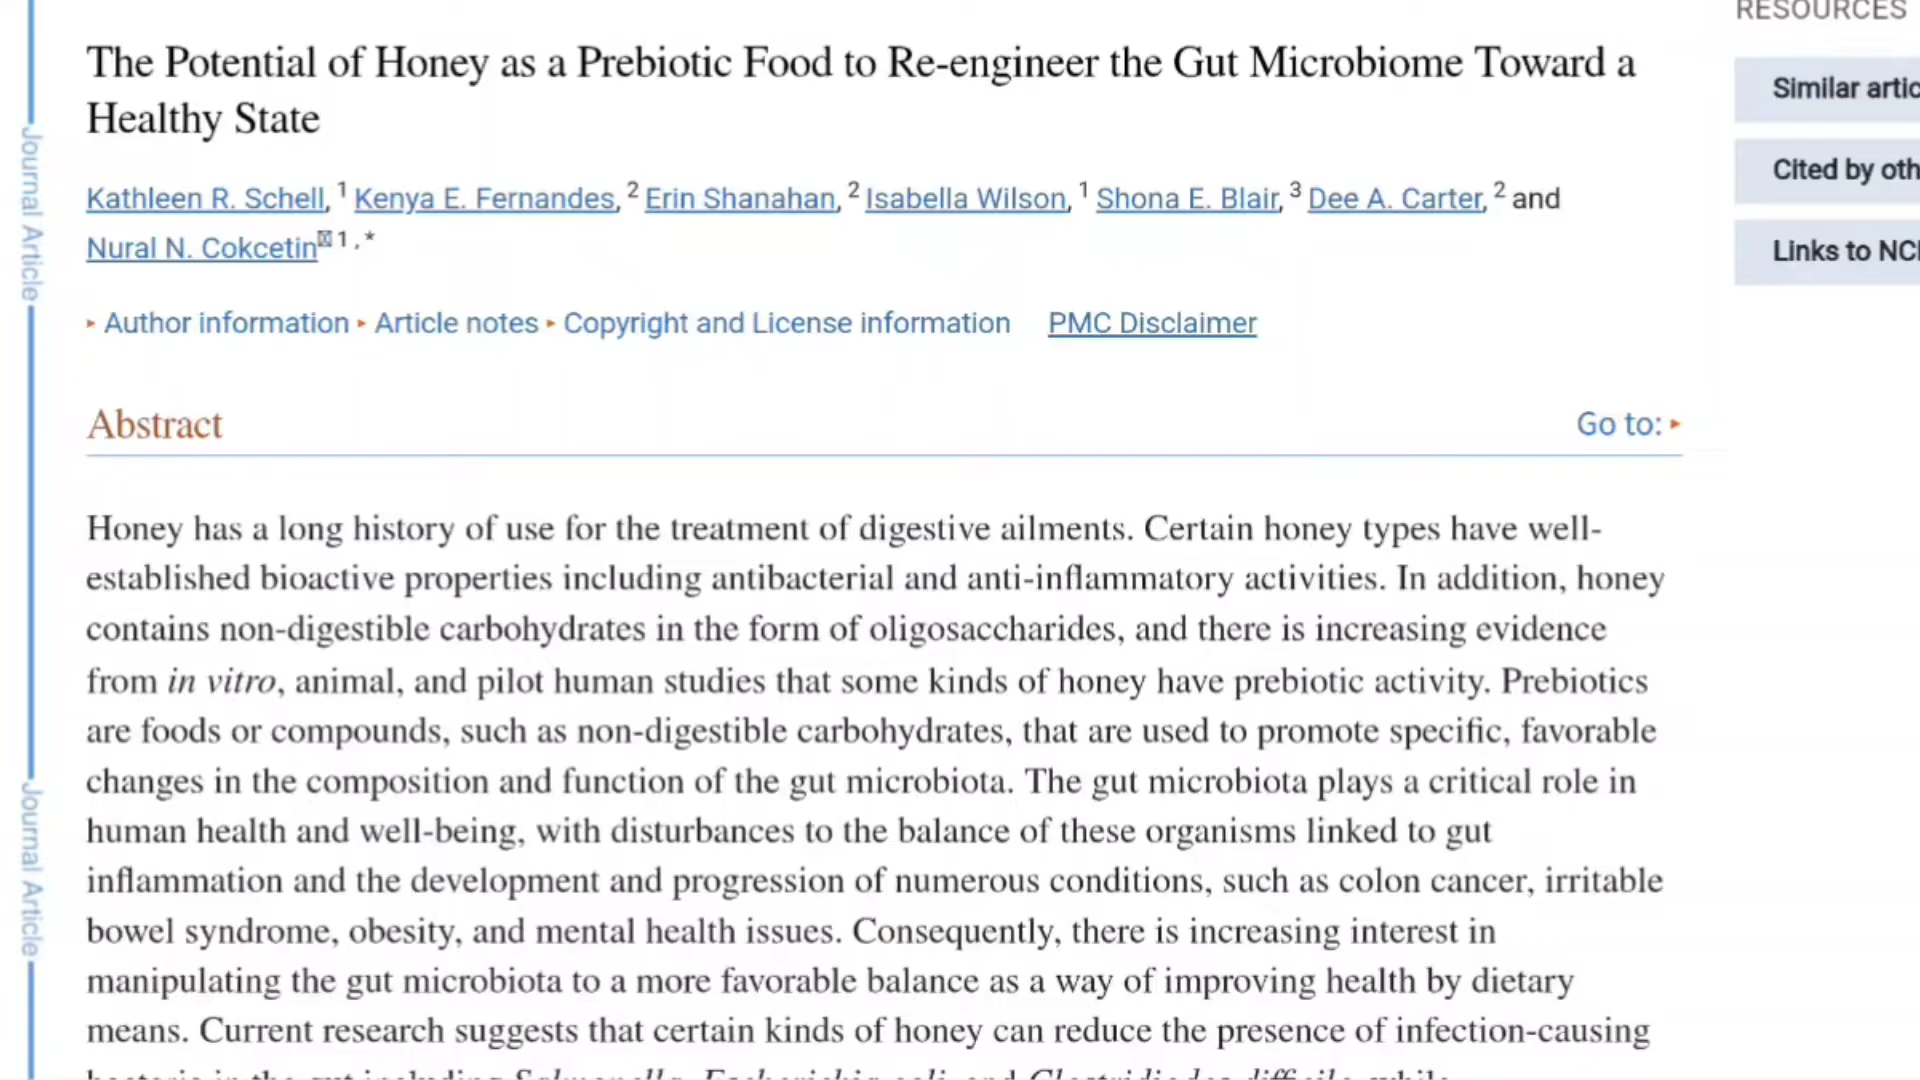 RESOURCES
The Potential of Honey as a Prebiotic Food to Re-engineer the Gut Microbiome Toward a
Healthy State
Similar artic
Cited by oth
Links to NC
Kathleen R. Schell, 1 Kenya E. Fernandes, 2 Erin Shanahan, 2 Isabella Wilson, 1 Shona E. Blair, 3 Dee A. Carter, 2 and
Nural N. Cokcetin 1 , *
Author information Article notes Copyright and License information PMC Disclaimer
Abstract
Go to:
Honey has a long history of use for the treatment of digestive ailments. Certain honey types have well-
established bioactive properties including antibacterial and anti-inflammatory activities. In addition, honey
contains non-digestible carbohydrates in the form of oligosaccharides, and there is increasing evidence
from in vitro, animal, and pilot human studies that some kinds of honey have prebiotic activity. Prebiotics
are foods or compounds, such as non-digestible carbohydrates, that are used to promote specific, favorable
changes in the composition and function of the gut microbiota. The gut microbiota plays a critical role in
human health and well-being, with disturbances to the balance of these organisms linked to gut
inflammation and the development and progression of numerous conditions, such as colon cancer, irritable
bowel syndrome, obesity, and mental health issues. Consequently, there is increasing interest in
manipulating the gut microbiota to a more favorable balance as a way of improving health by dietary
means. Current research suggests that certain kinds of honey can reduce the presence of infection-causing
Journal Article
Journal Article